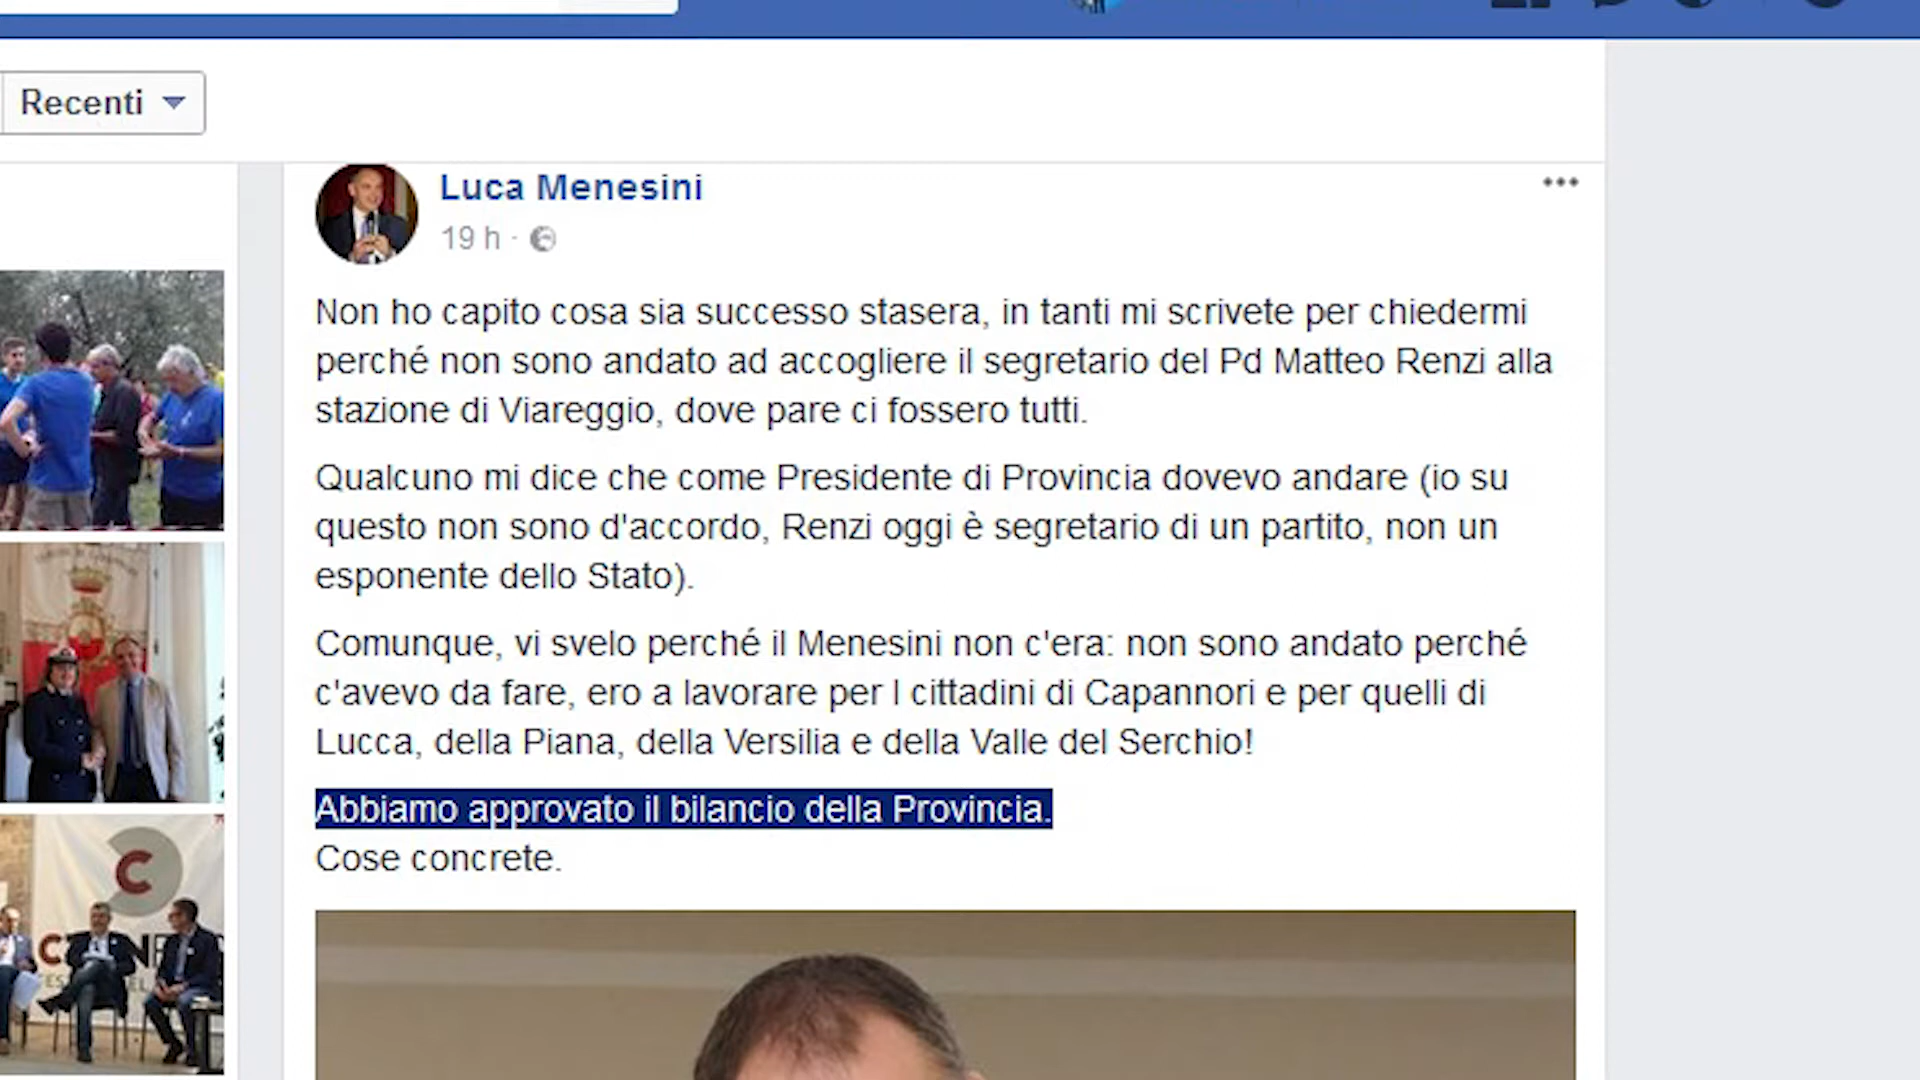 Recenti
Luca Menesini
19 h ·
Non ho capito cosa sia successo stasera, in tanti mi scrivete per chiedermi
perché non sono andato ad accogliere il segretario del Pd Matteo Renzi alla
stazione di Viareggio, dove pare ci fossero tutti.
Qualcuno mi dice che come Presidente di Provincia dovevo andare (io su
questo non sono d'accordo, Renzi oggi è segretario di un partito, non un
esponente dello Stato).
Comunque, vi svelo perché il Menesini non c'era: non sono andato perché
c'avevo da fare, ero a lavorare per I cittadini di Capannori e per quelli di
Lucca, della Piana, della Versilia e della Valle del Serchio!
Abbiamo approvato il bilancio della Provincia.
Cose concrete.
C